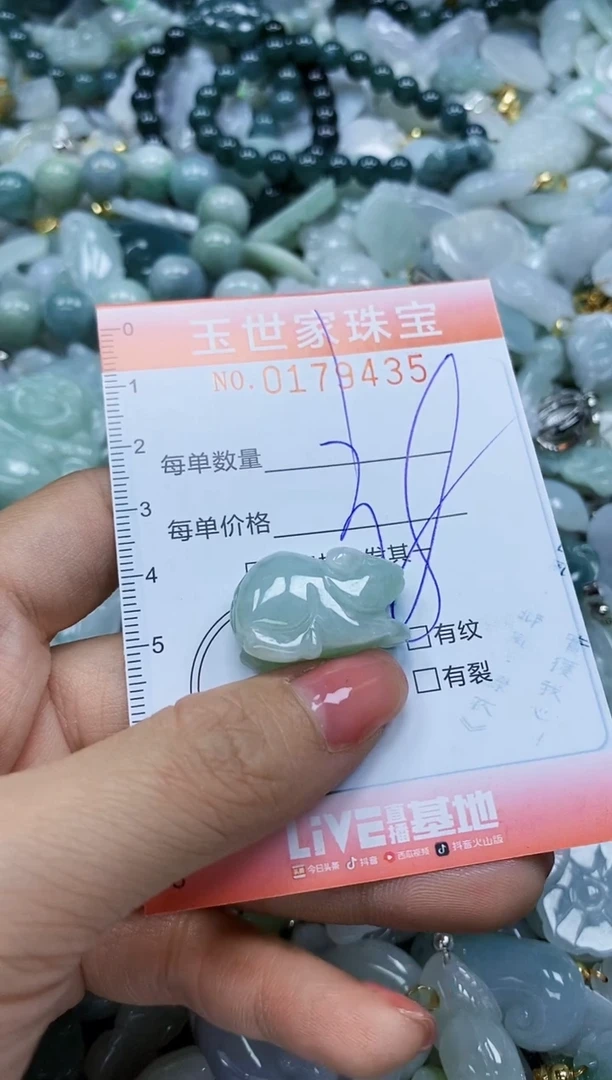 玉世家珠宝
NO.0179435
0
1
2
每单数量
3
每单价格
4
5
□有纹
□有裂
LiVE直播基地
今日头条 抖音 西瓜视频 抖音火山版